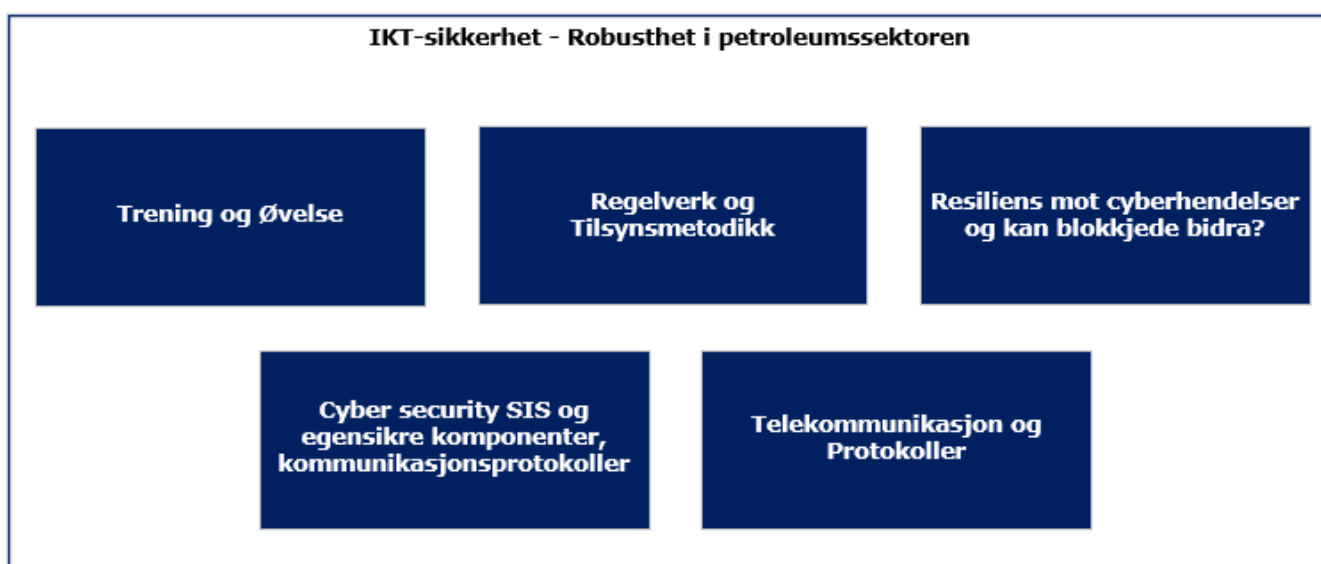 IKT-sikkerhet - Robusthet i petroleumssektoren
Trening og Øvelse
Regelverk og
Tilsynsmetodikk
Resiliens mot cyberhendelser
og kan blokkjede bidra?
Cyber security SIS og
egensikre komponenter,
kommunikasjonsprotokoller
Telekommunikasjon og
Protokoller